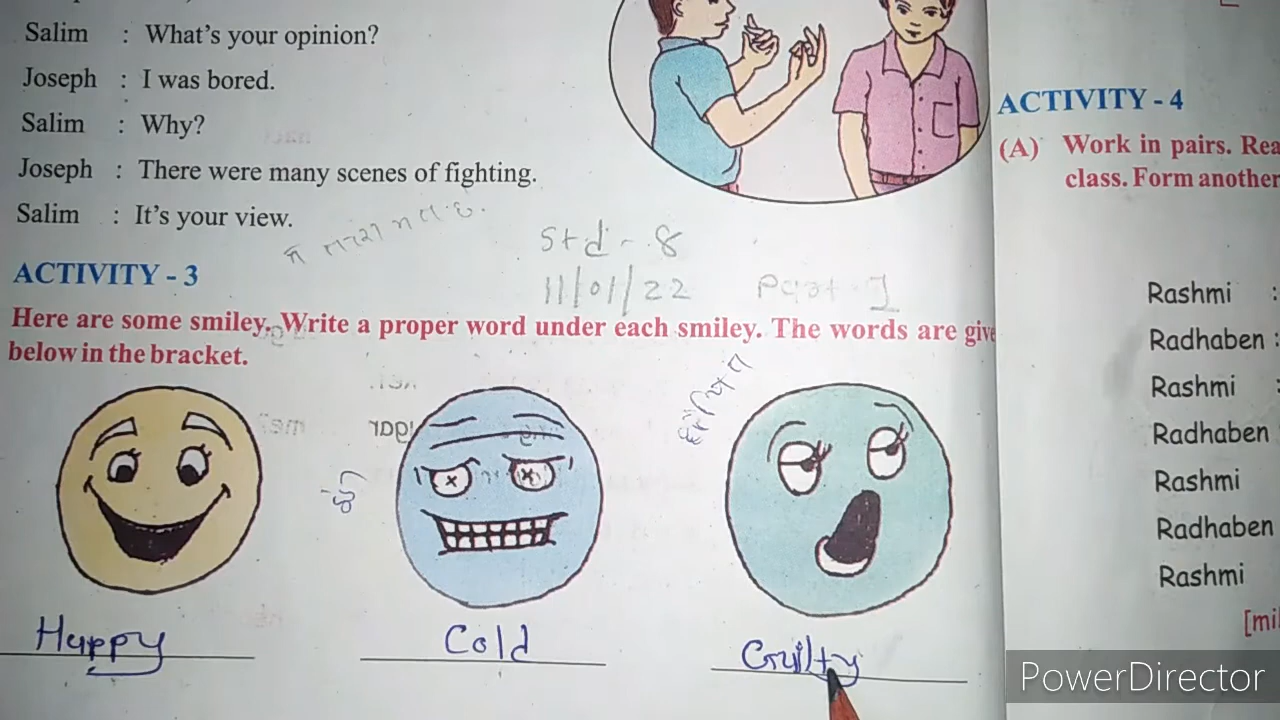 Salim : What's your opinion?
Joseph : I was bored.
Salim : Why?
Joseph : There were many scenes of fighting.
Salim : It's your view.
Std - 8
11/01/22 Part-1
ACTIVITY - 3
Here are some smiley. Write a proper word under each smiley. The words are give
below in the bracket.
Happy
Cold
Guilty
ACTIVITY - 4
(A) Work in pairs. Rea
class. Form another
Rashmi :
Radhaben :
Rashmi :
Radhaben
Rashmi
Radhaben
Rashmi
[mil
PowerDirector